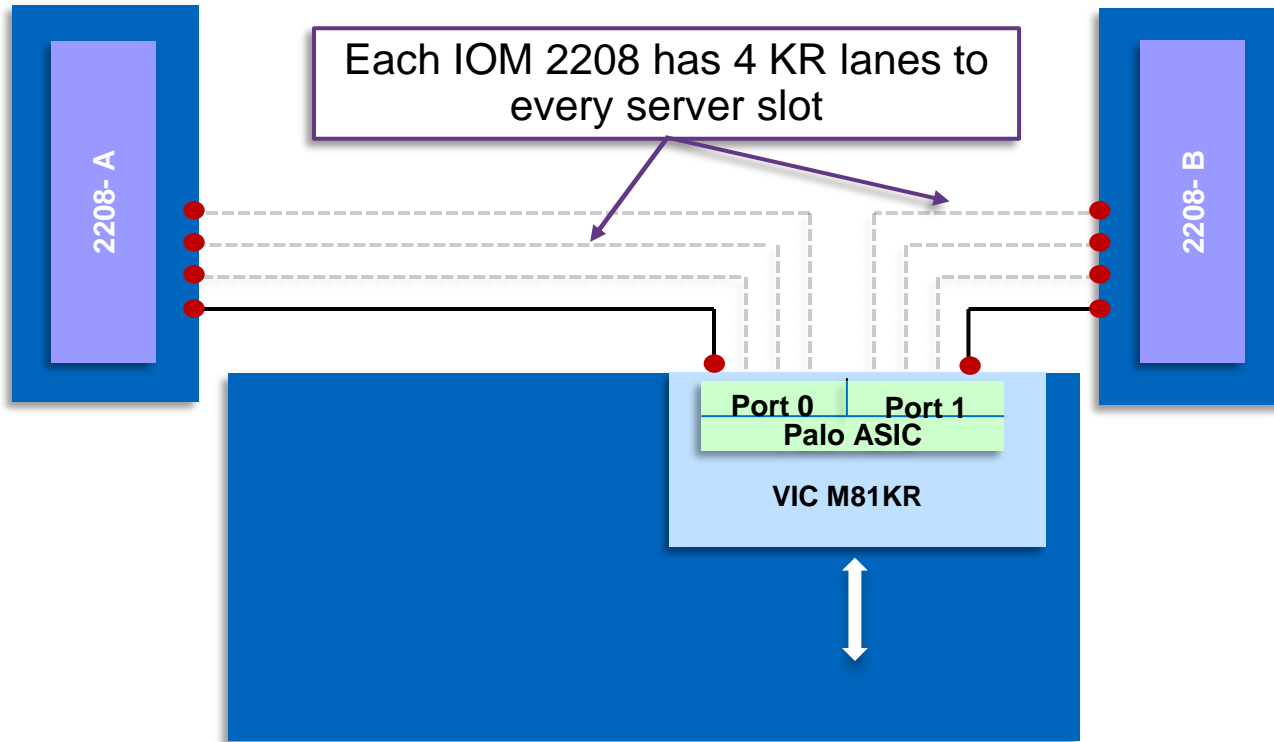 Each IOM 2208 has 4 KR lanes to
every server slot
2208- A
2208- B
Port 0
Port 1
Palo ASIC
VIC M81KR